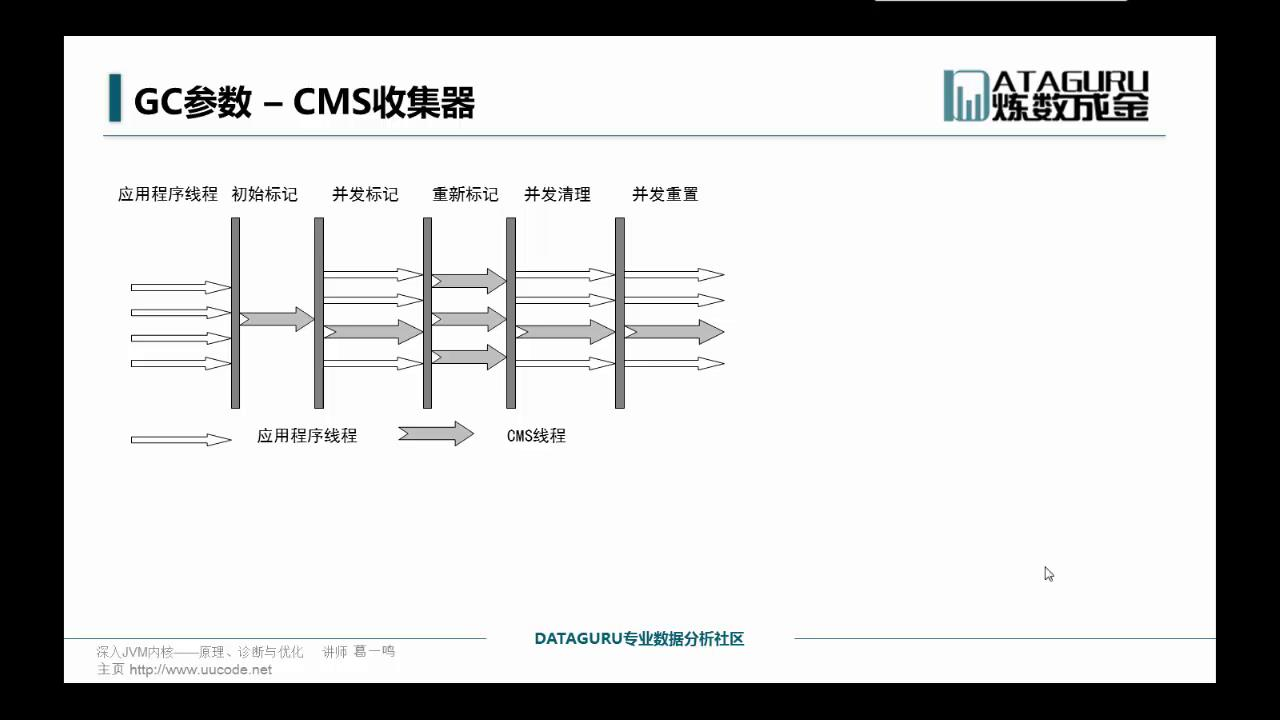 GC参数 – CMS收集器
DATAGURU
炼数成金
应用程序线程 初始标记 并发标记 重新标记 并发清理 并发重置
应用程序线程 CMS线程
DATAGURU专业数据分析社区
深入JVM内核——原理、诊断与优化 讲师 葛一鸣
主页 http://www.uucode.net